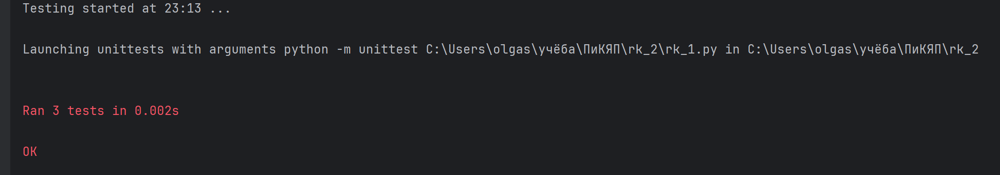 Testing started at 23:13 ...
Launching unittests with arguments python -m unittest C:\Users\olgas\учёба\ПиКЯП\rk_2\rk_1.py in C:\Users\olgas\учёба\ПиКЯП\rk_2
Ran 3 tests in 0.002s
OK